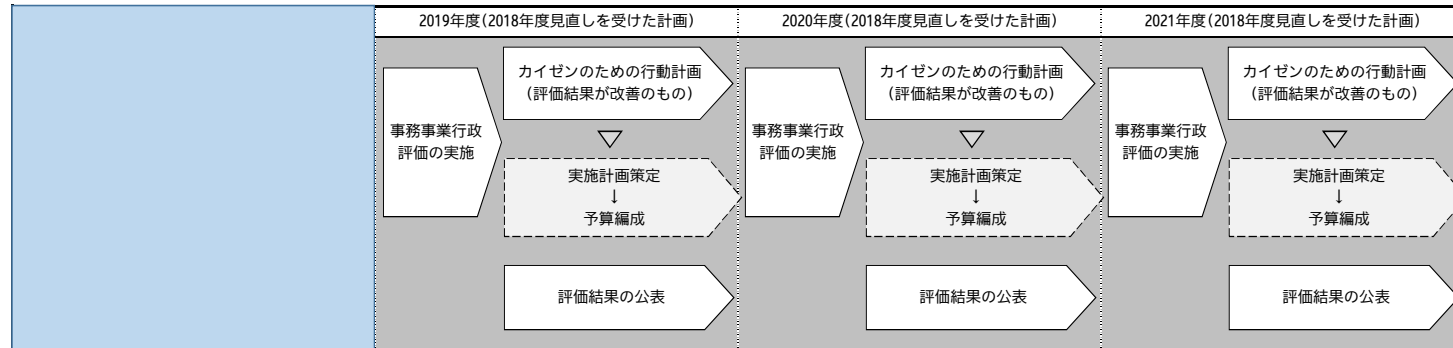 2019年度(2018年度見直しを受けた計画)
事務事業行政
評価の実施
カイゼンのための行動計画
(評価結果が改善のもの)
▽
実施計画策定
↓
予算編成
評価結果の公表
2020年度(2018年度見直しを受けた計画)
事務事業行政
評価の実施
カイゼンのための行動計画
(評価結果が改善のもの)
▽
実施計画策定
↓
予算編成
評価結果の公表
2021年度(2018年度見直しを受けた計画)
事務事業行政
評価の実施
カイゼンのための行動計画
(評価結果が改善のもの)
▽
実施計画策定
↓
予算編成
評価結果の公表